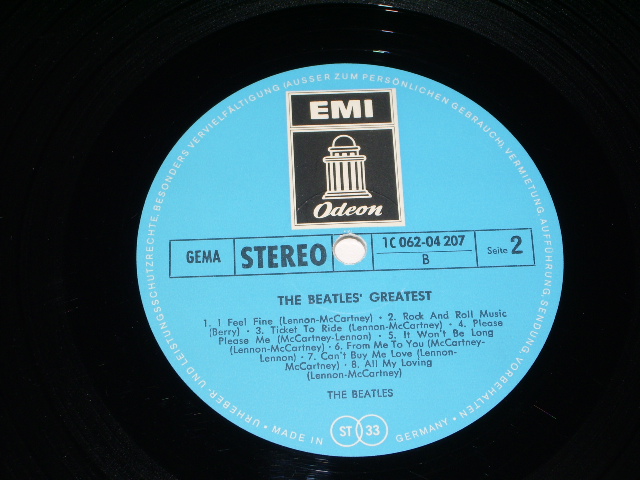 URHEBER- UND LEISTUNGSSCHUTZRECHTE, BESONDERS VERVIELFÄLTIGUNG (AUSSER ZUM PERSÖNLICHEN GEBRAUCH), VERMIETUNG, AUFFÜHRUNG, SENDUNG, VORBEHALTEN •
EMI
Odeon
GEMA STEREO 1C 062-04 207 Seite 2
B
THE BEATLES' GREATEST
1. I Feel Fine (Lennon-McCartney) · 2. Rock And Roll Music
(Berry) · 3. Ticket To Ride (Lennon-McCartney) · 4. Please
Please Me (McCartney-Lennon) · 5. It Won't Be Long
(Lennon-McCartney) · 6. From Me To You (McCartney-
Lennon) · 7. Can't Buy Me Love (Lennon-
McCartney) · 8. All My Loving
(Lennon-McCartney)
THE BEATLES
• MADE IN ST 33 GERMANY •